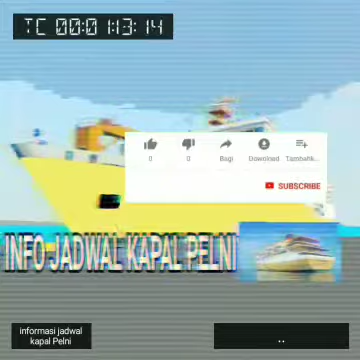 TC 00:01:13:14
0 0 Bagi Download Tambahk...
SUBSCRIBE
INFO JADWAL KAPAL PELNI
informasi jadwal
kapal Pelni
..